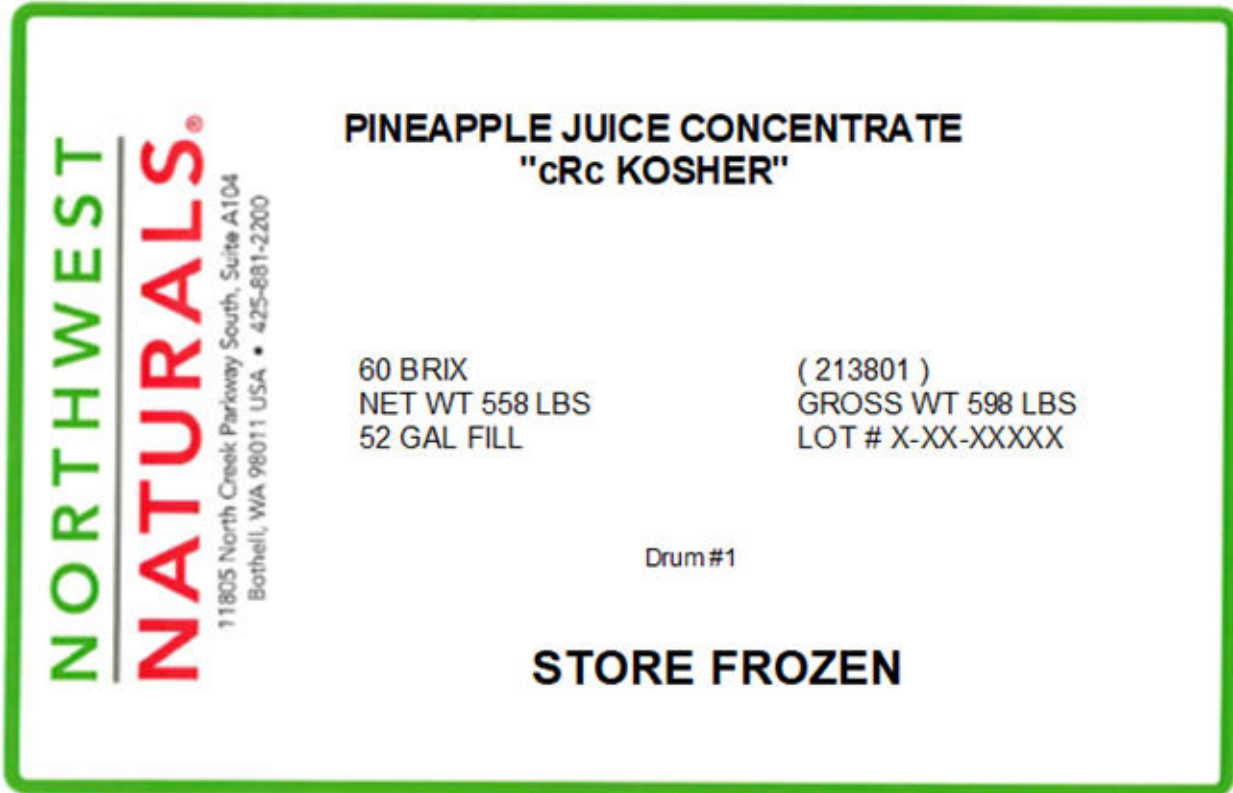 NORTHWEST
NATURALS®
11805 North Creek Parkway South, Suite A104
Bothell, WA 98011 USA • 425-881-2200
PINEAPPLE JUICE CONCENTRATE
"cRc KOSHER"
60 BRIX ( 213801 )
NET WT 558 LBS GROSS WT 598 LBS
52 GAL FILL LOT # X-XX-XXXXX
Drum #1
STORE FROZEN